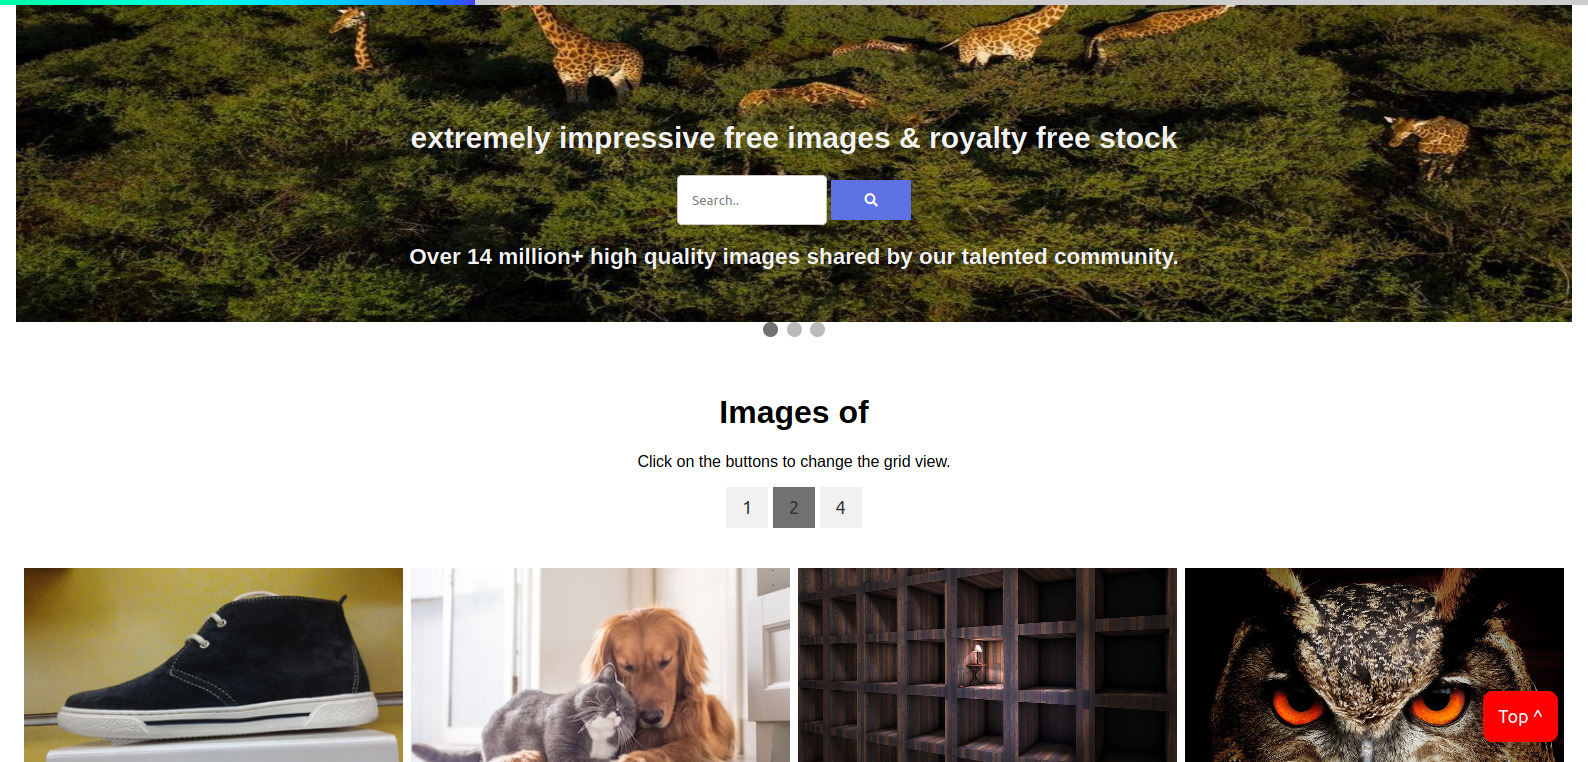 extremely impressive free images & royalty free stock
Search..
Over 14 million+ high quality images shared by our talented community.
Images of
Click on the buttons to change the grid view.
1 2 4
Top ^